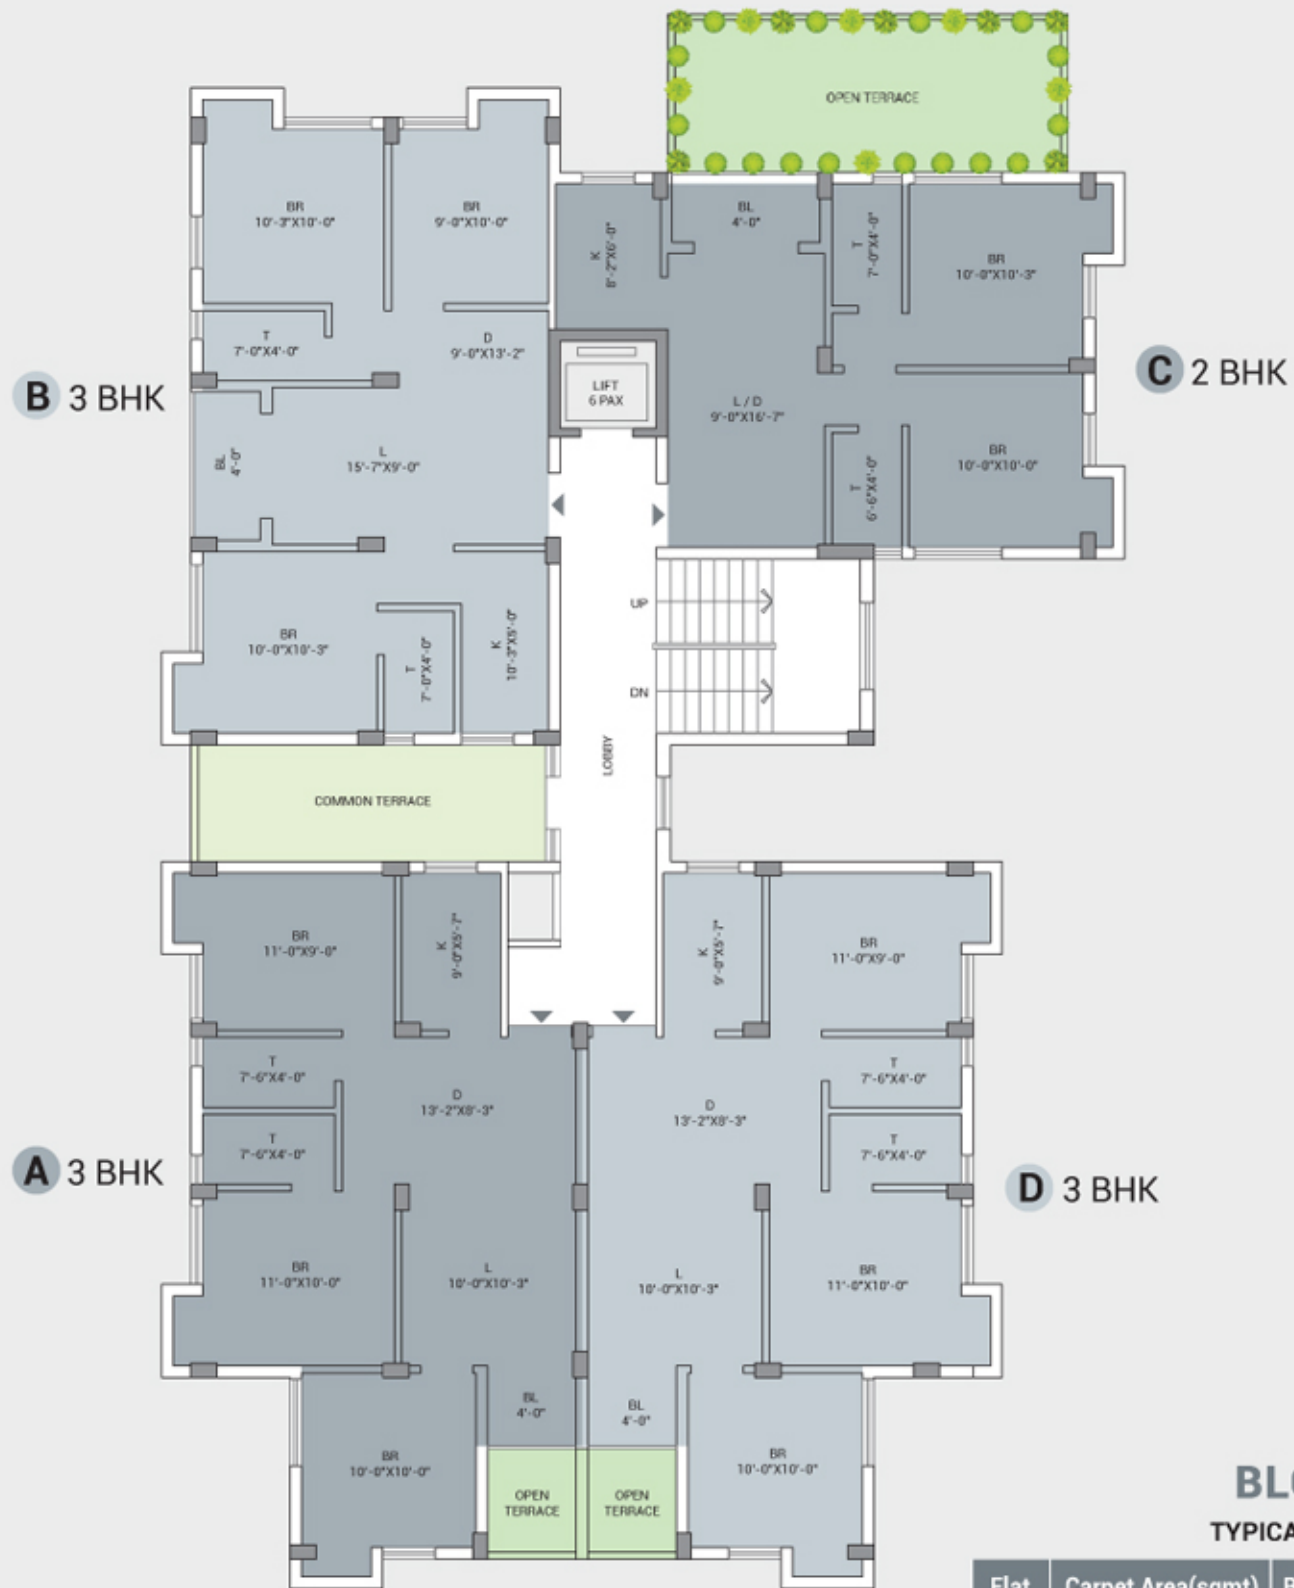 OPEN TERRACE
BR
10'-3"X10'-0"
BR
9'-0"X10'-0"
K
8'-2"X6'-0"
BL
4'-0"
T
7'-0"X4'-0"
BR
10'-0"X10'-3"
T
7'-0"X4'-0"
D
9'-0"X13'-2"
LIFT
6 PAX
B 3 BHK
C 2 BHK
L / D
9'-0"X16'-7"
BL
4'-0"
L
15'-7"X9'-0"
T
6'-6"X4'-0"
BR
10'-0"X10'-0"
UP
BR
10'-0"X10'-3"
T
7'-0"X4'-0"
K
10'-3"X5'-0"
DN
LOBBY
COMMON TERRACE
BR
11'-0"X9'-0"
K
9'-0"X5'-7"
K
9'-0"X5'-7"
BR
11'-0"X9'-0"
T
7'-6"X4'-0"
T
7'-6"X4'-0"
D
13'-2"X8'-3"
D
13'-2"X8'-3"
T
7'-6"X4'-0"
T
7'-6"X4'-0"
A 3 BHK
D 3 BHK
BR
11'-0"X10'-0"
L
10'-0"X10'-3"
L
10'-0"X10'-3"
BR
11'-0"X10'-0"
BL
4'-0"
BL
4'-0"
BR
10'-0"X10'-0"
BR
10'-0"X10'-0"
OPEN
TERRACE
OPEN
TERRACE
BLO
TYPICA
Flat Carpet Area(sqmt)